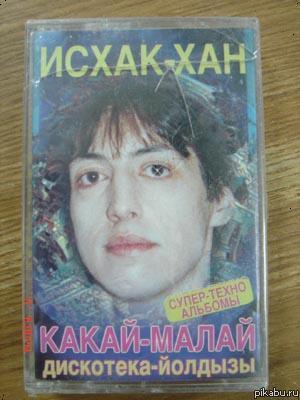 ИСХАК-ХАН
СУПЕР-ТЕХНО
АЛЬБОМЫ
КАКАЙ-МАЛАЙ
дискотека-йолдызы
pikabu.ru